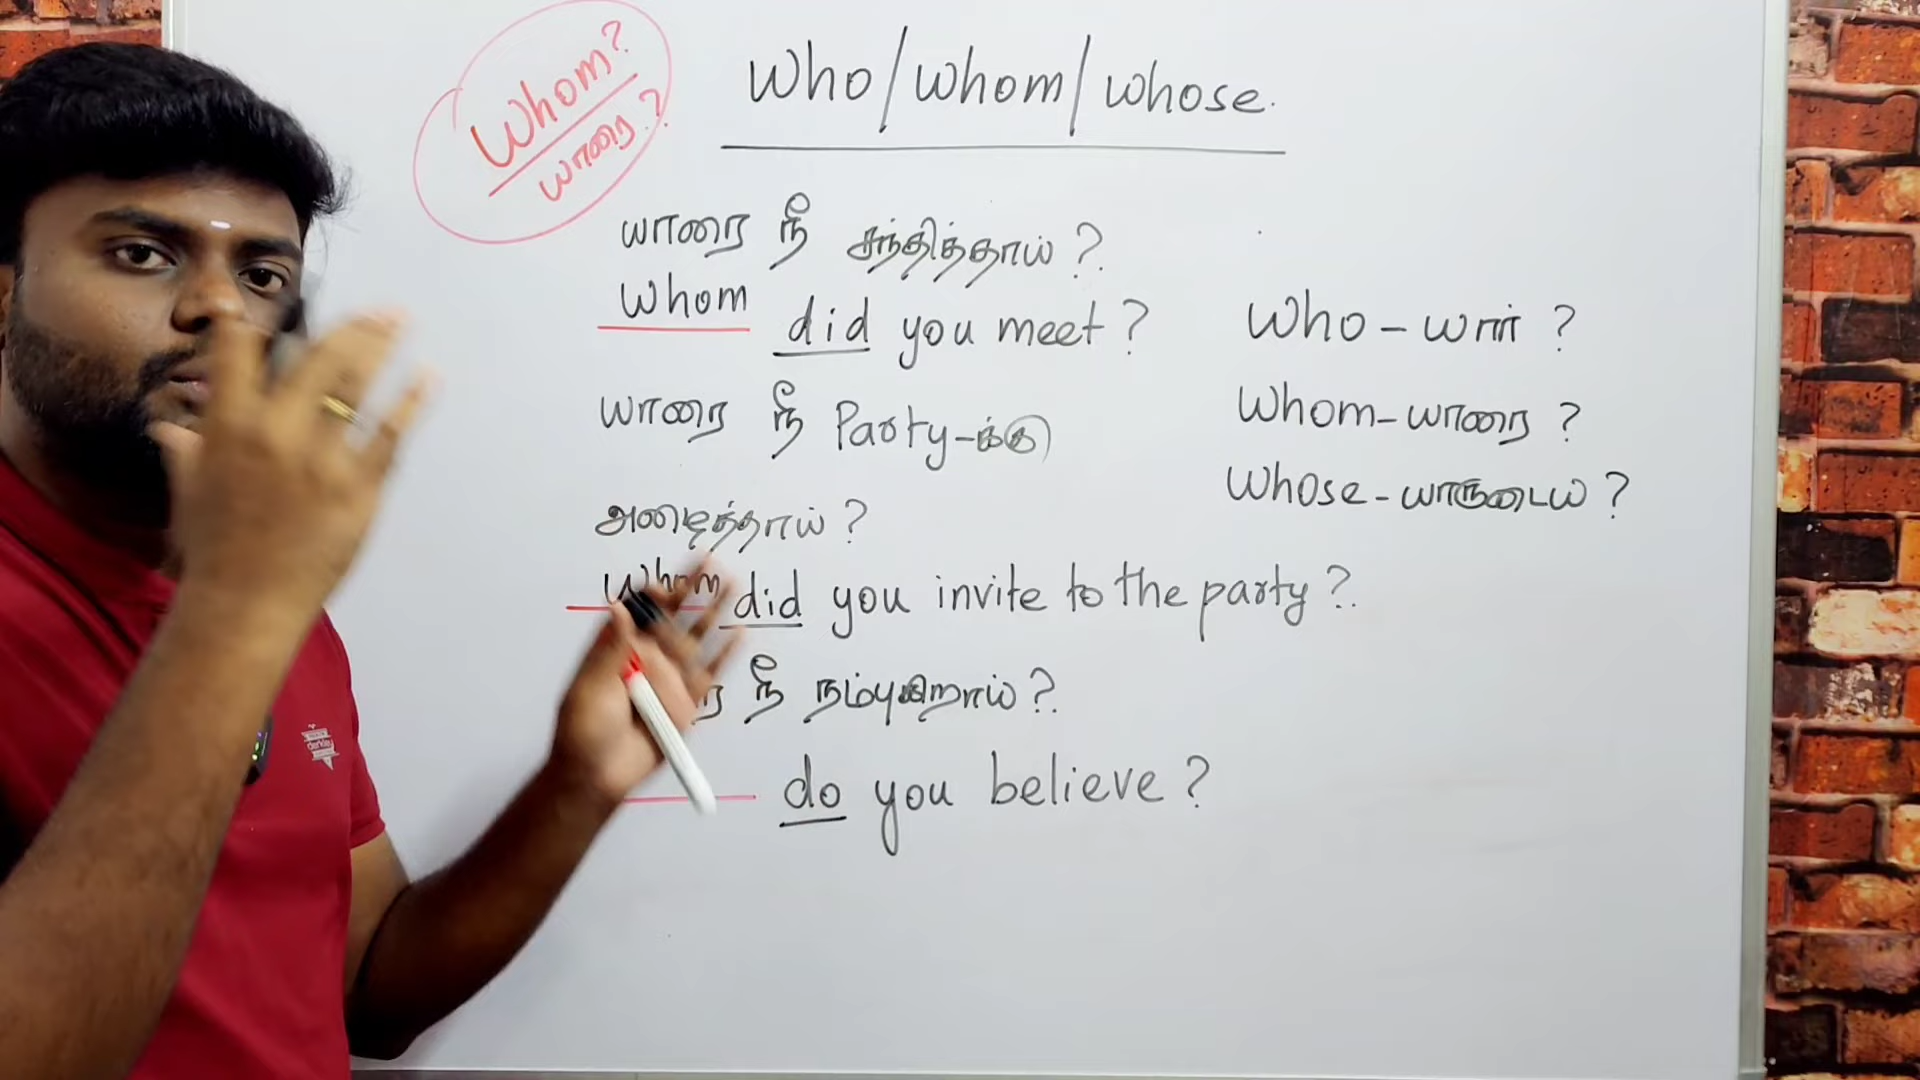 Whom?
யாரை?
Who/whom/whose.
யாரை நீ சந்தித்தாய்?
Whom did you meet?
யாரை நீ Party-க்கு
அழைத்தாய்?
Whom did you invite to the party?
ரை நீ நம்புகிறாய்?
do you believe?
Who - யார்?
Whom - யாரை?
Whose - யாருடைய?